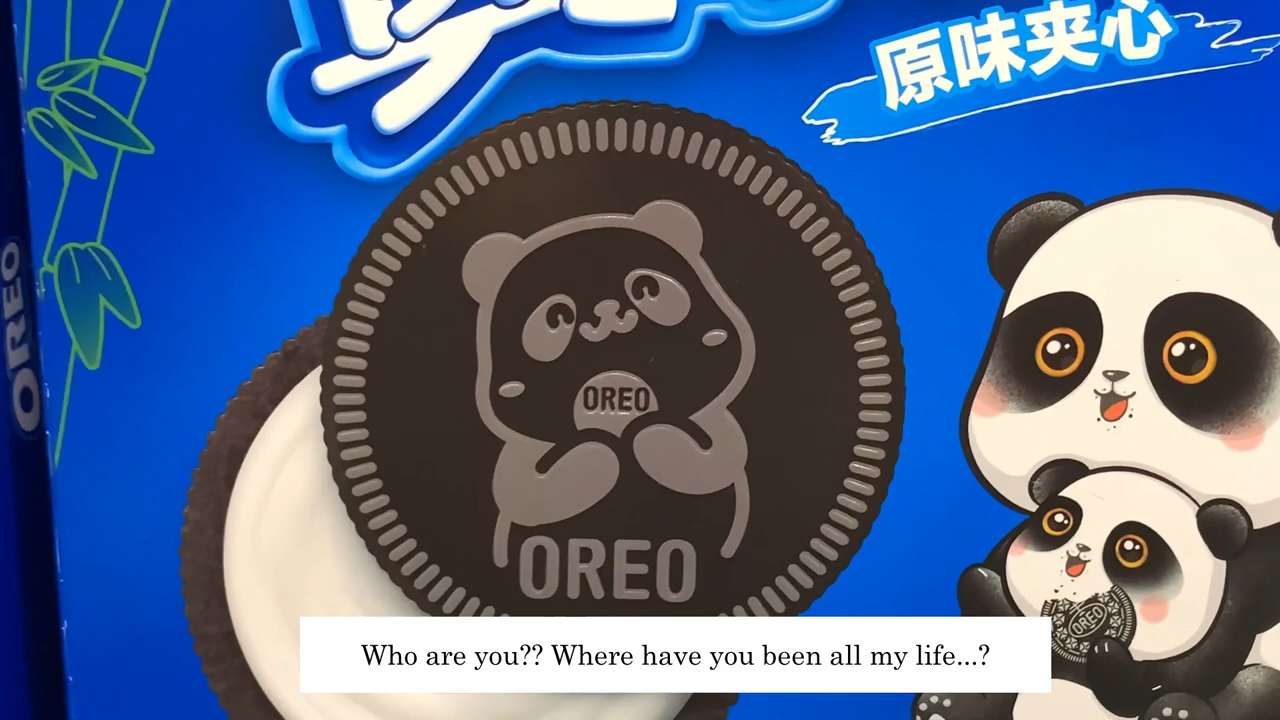 原味夹心
OREO
OREO
OREO
OREO
Who are you?? Where have you been all my life...?